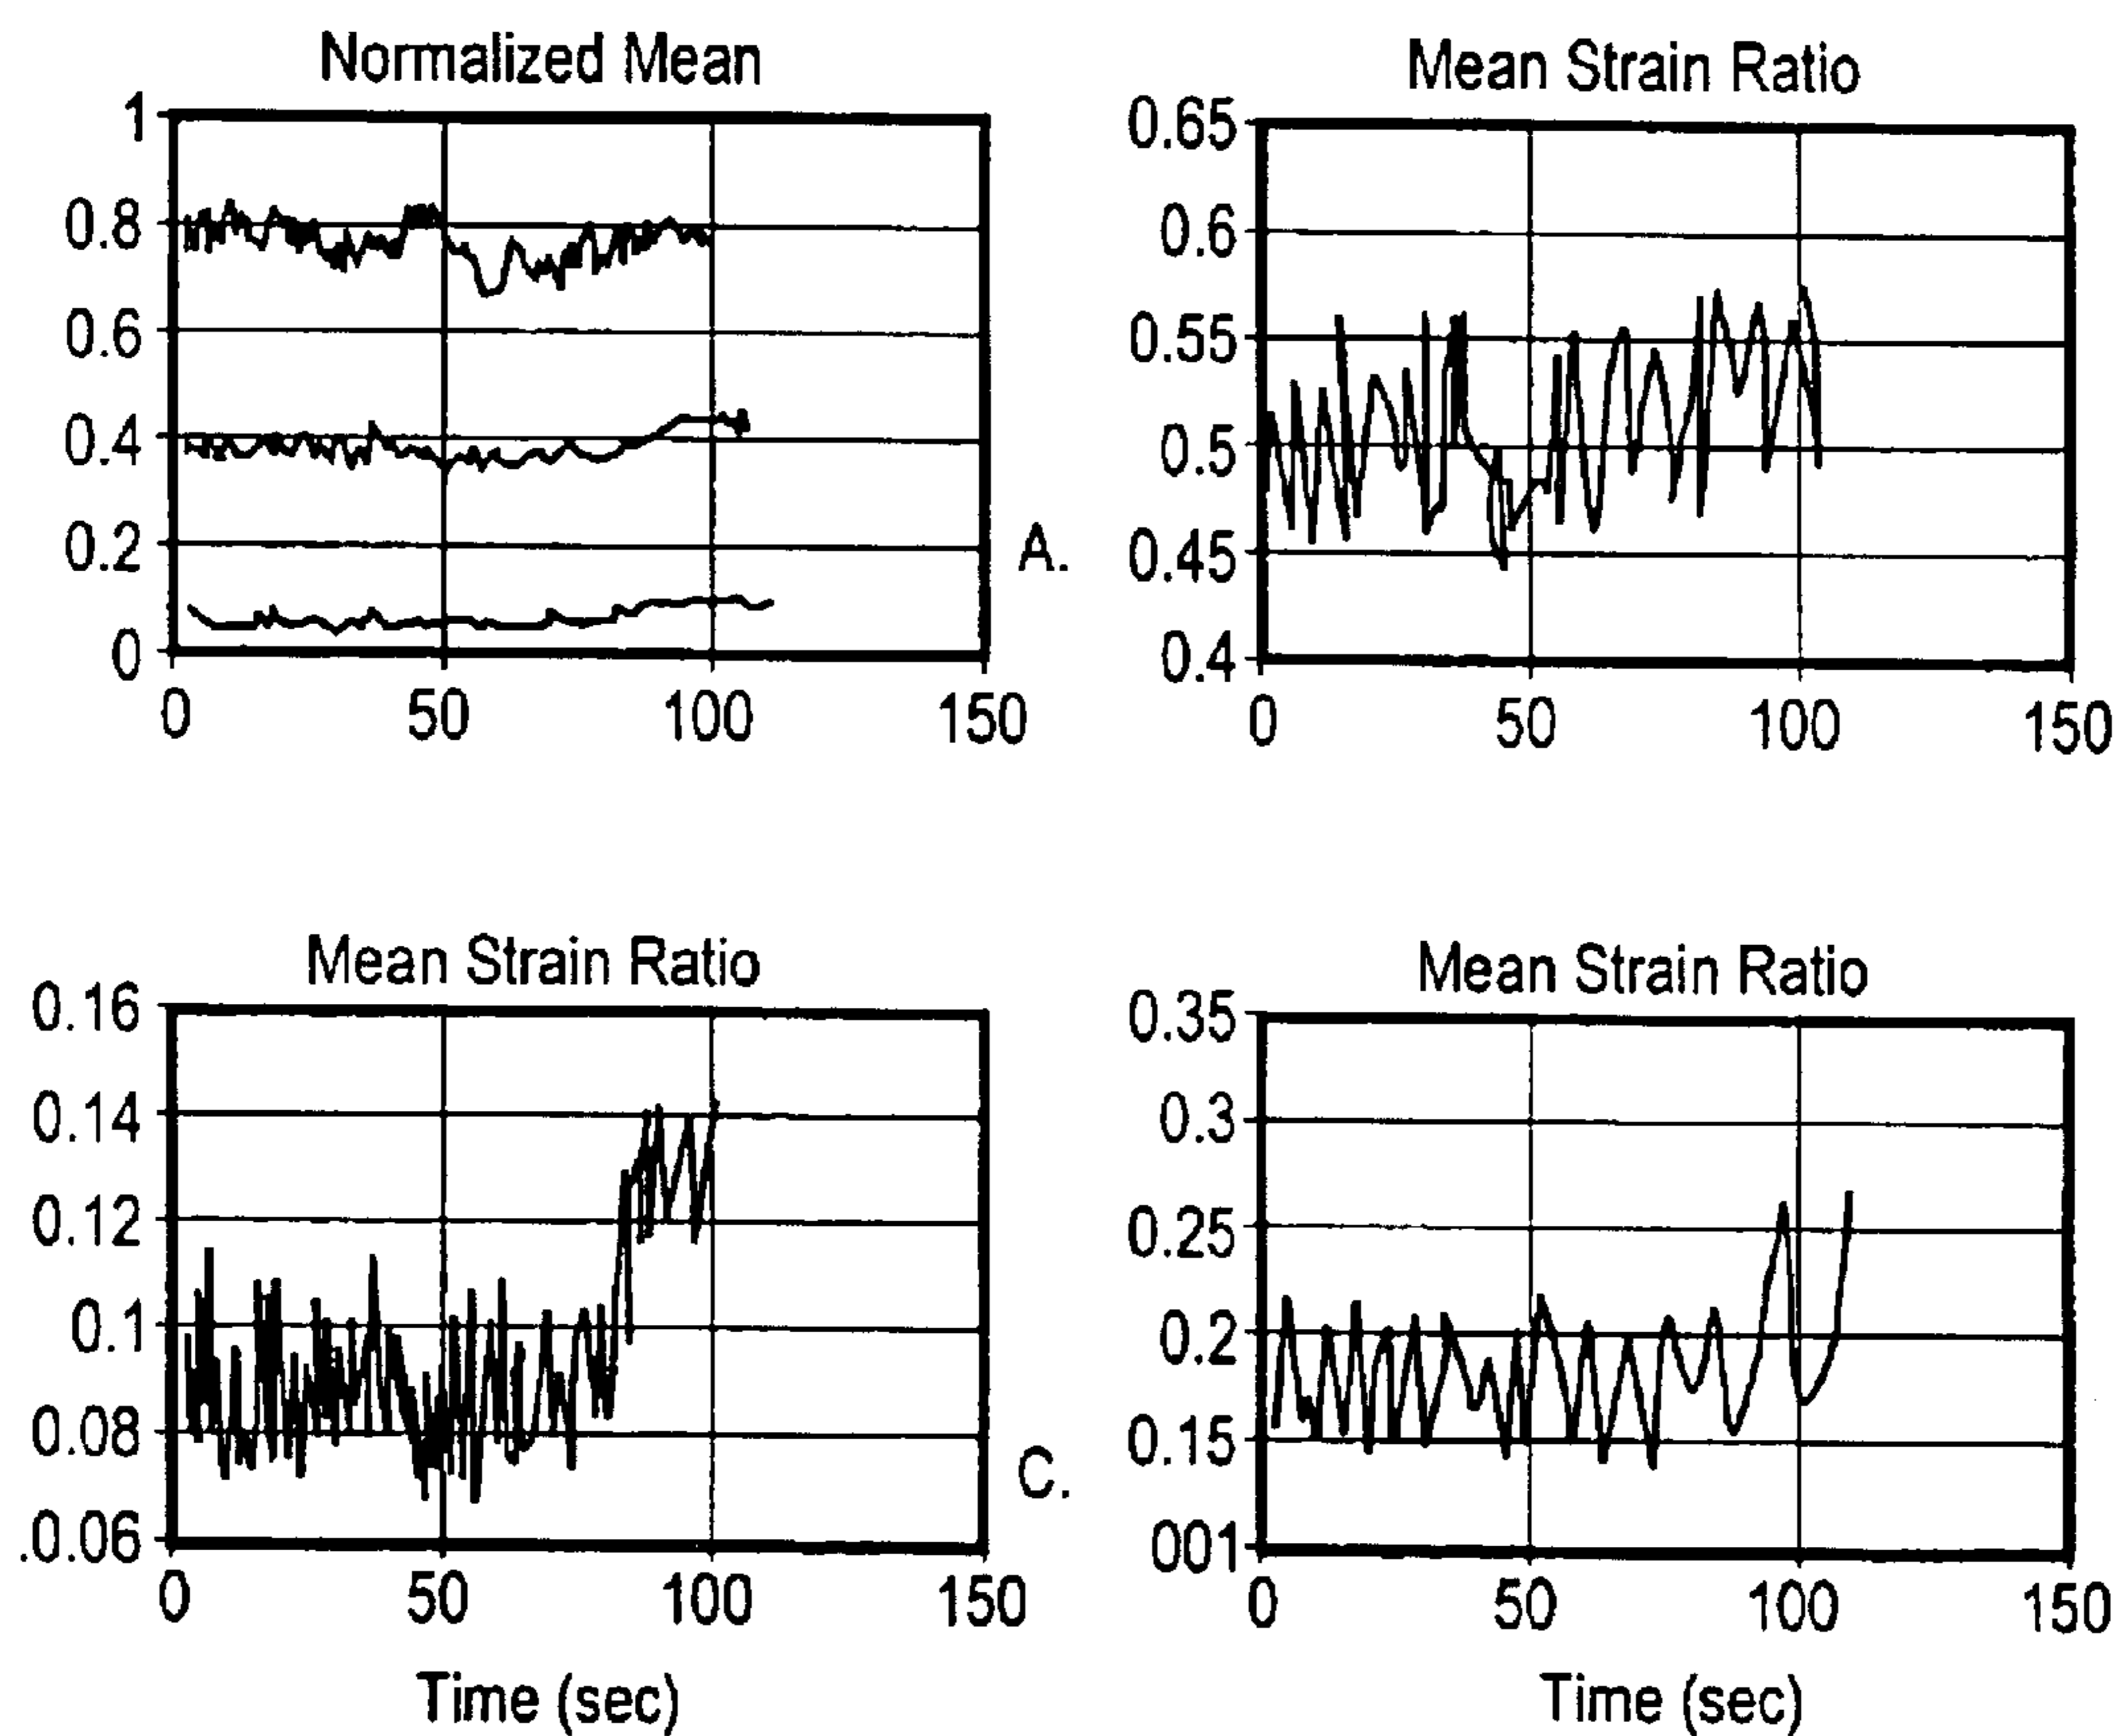 Normalized Mean
1
0.8
0.6
0.4
0.2
0
0 50 100 150
A.
Mean Strain Ratio
0.65
0.6
0.55
0.5
0.45
0.4
0 50 100 150
Mean Strain Ratio
0.16
0.14
0.12
0.1
0.08
.0.06
0 50 100 150
Time (sec)
C.
Mean Strain Ratio
0.35
0.3
0.25
0.2
0.15
001
0 50 100 150
Time (sec)